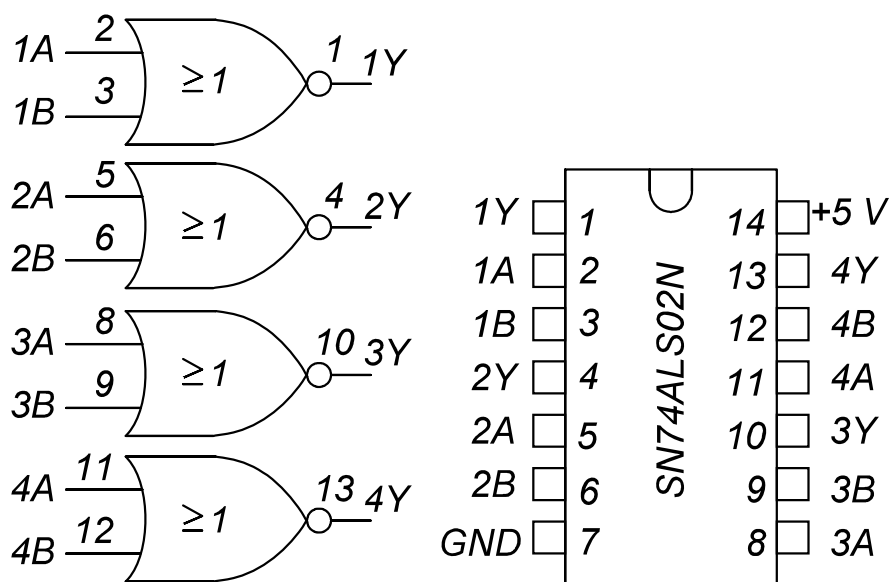 2
1A
1
1Y
≥1
3
1B
5
2A
4
2Y
≥1
6
2B
8
3A
10
3Y
≥1
9
3B
11
4A
13
4Y
≥1
12
4B
1Y 1 14 +5 V
1A 2 13 4Y
1B 3 12 4B
2Y 4 11 4A
2A 5 10 3Y
2B 6 9 3B
GND 7 8 3A
SN74ALS02N